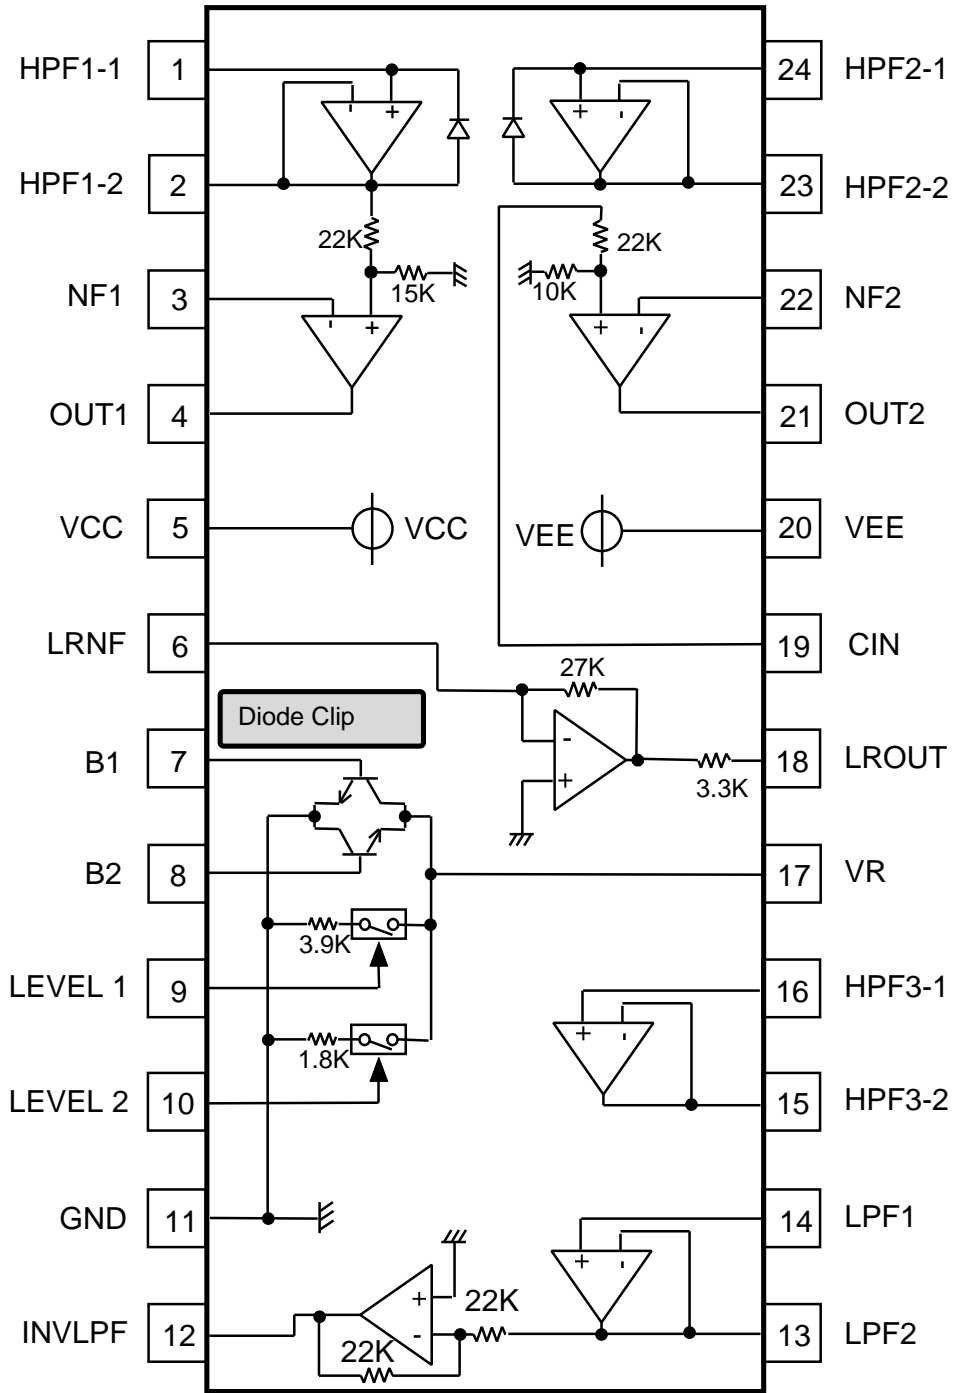 HPF1-1 1 - + + - 24 HPF2-1
HPF1-2 2 23 HPF2-2
22K 22K
15K 10K
NF1 3 - + + - 22 NF2
OUT1 4 21 OUT2
VCC 5 VCC VEE 20 VEE
LRNF 6 19 CIN
27K
Diode Clip
B1 7 - + 3.3K 18 LROUT
B2 8 17 VR
3.9K
LEVEL 1 9 16 HPF3-1
+ -
1.8K
LEVEL 2 10 15 HPF3-2
GND 11 14 LPF1
+ -
+ 22K
INVLPF 12 - 13 LPF2
22K